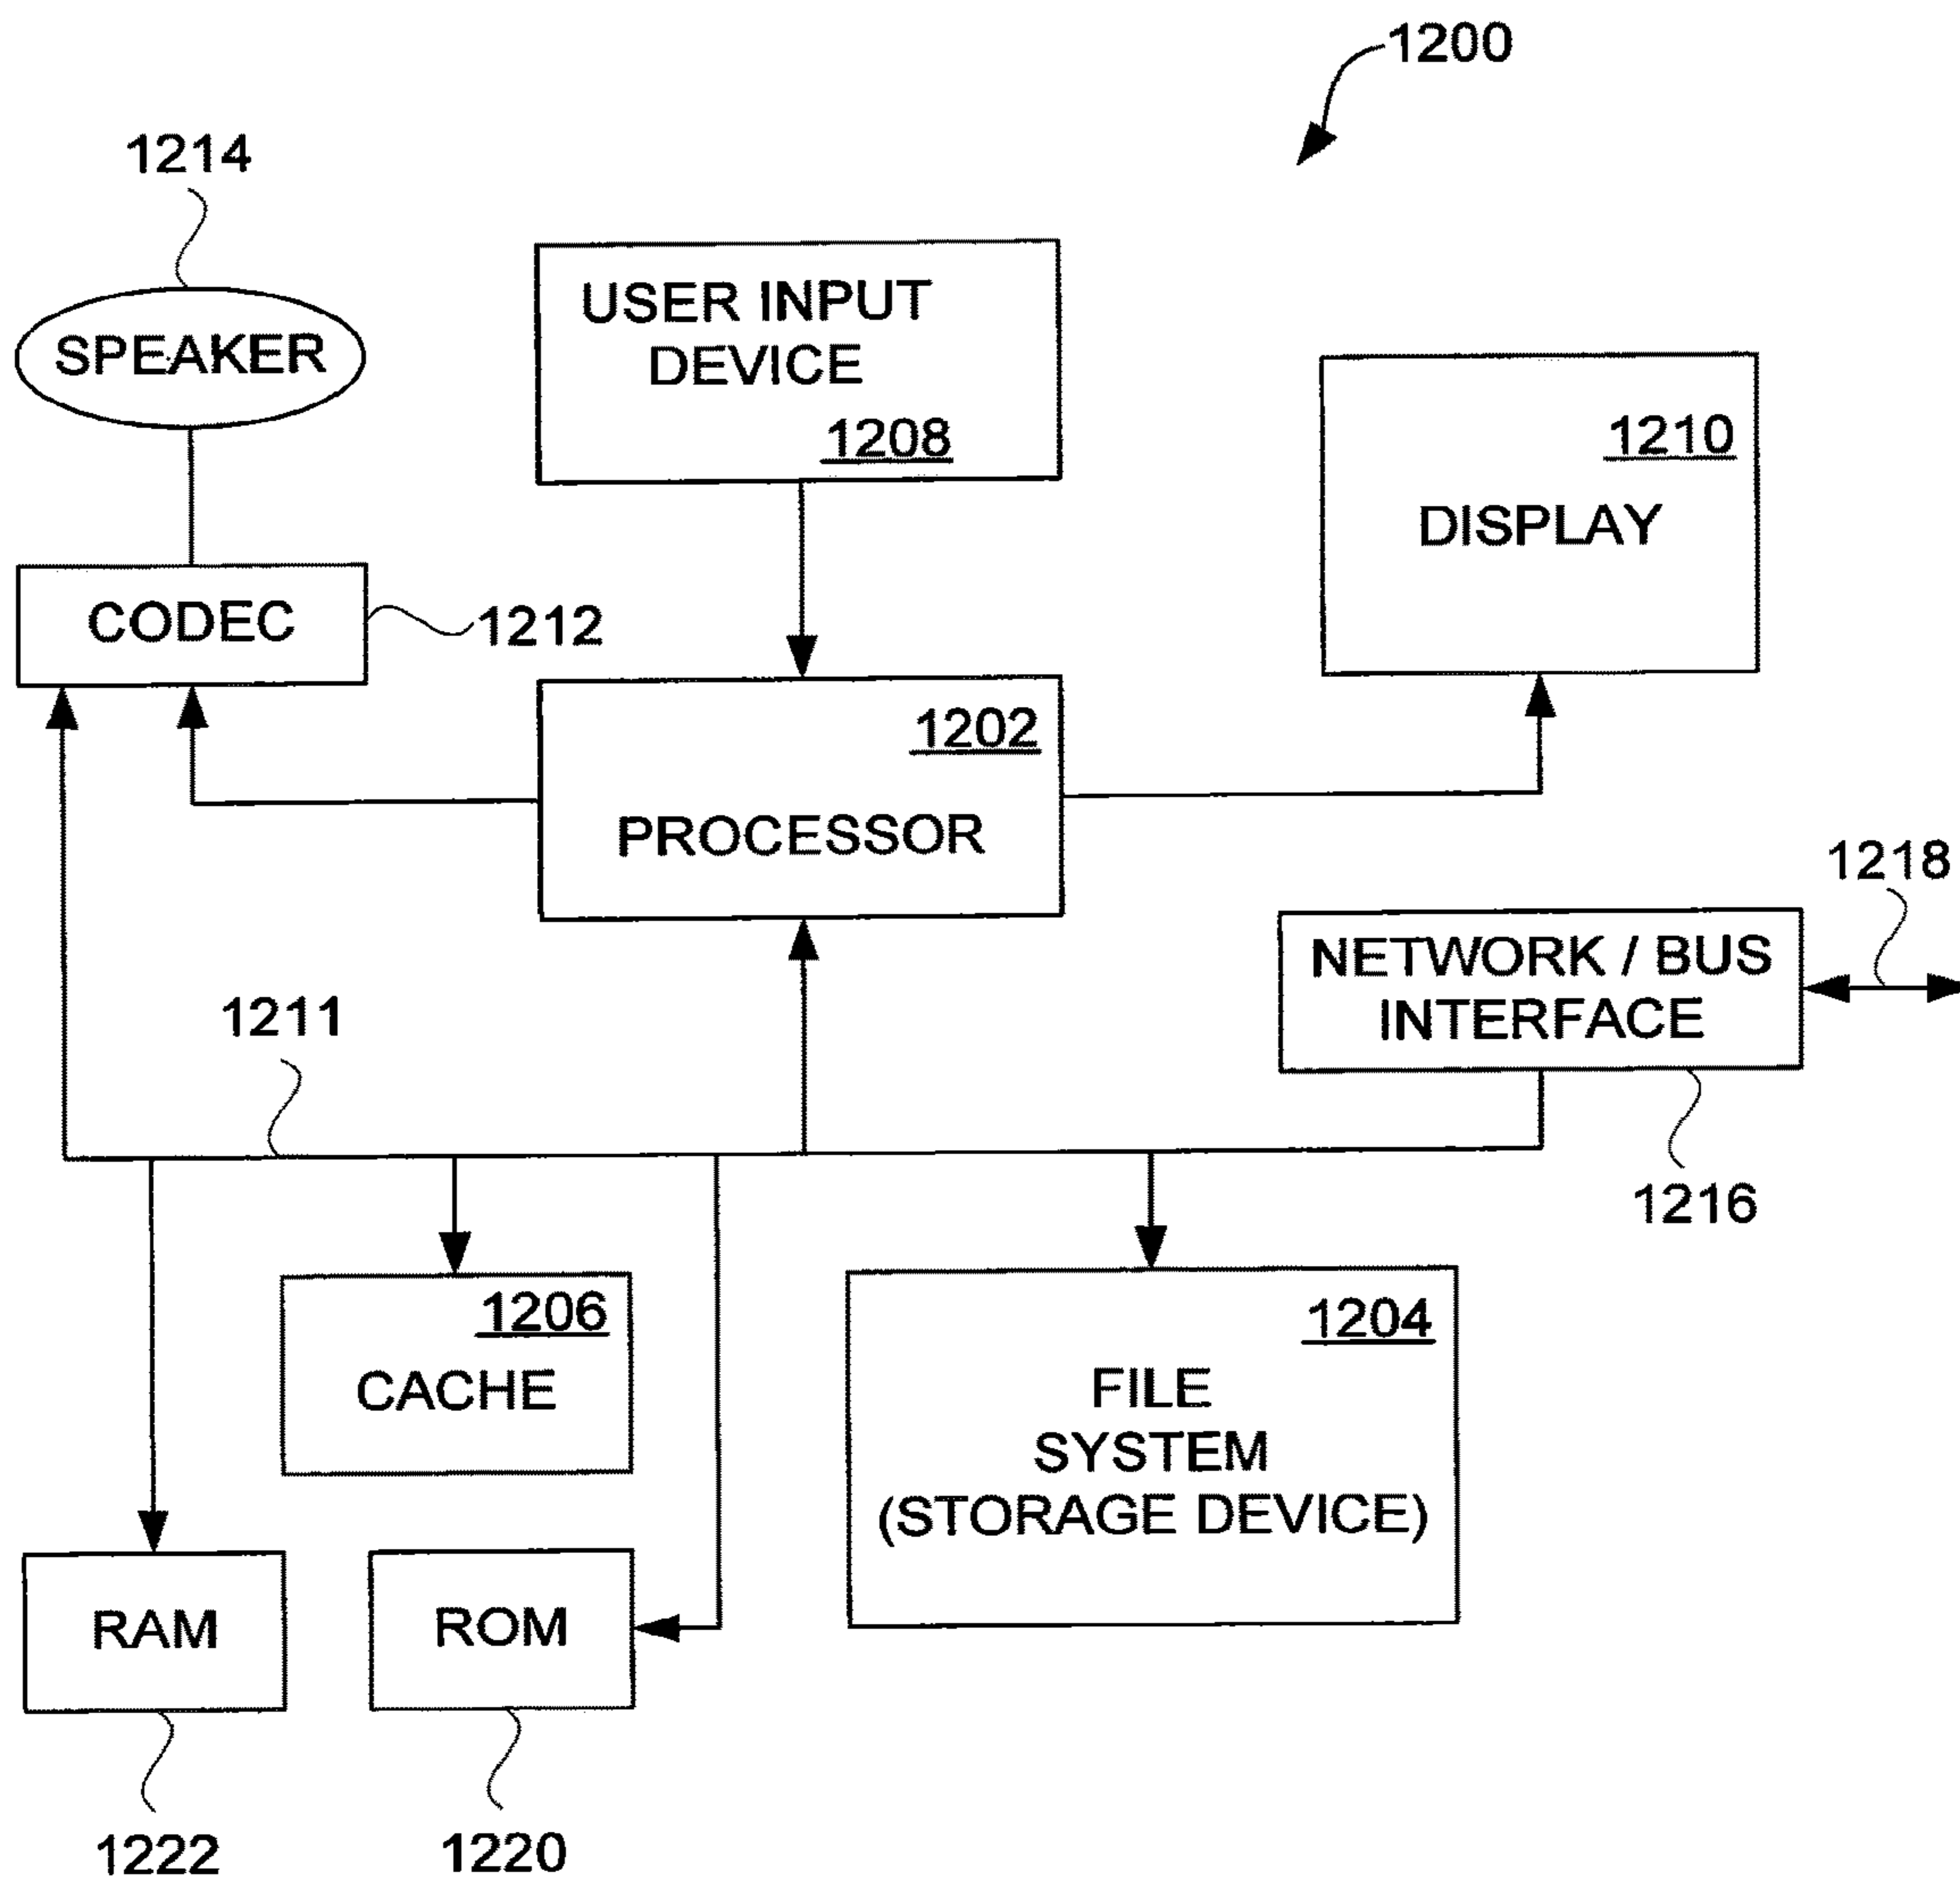 1200
1214
SPEAKER
USER INPUT
DEVICE
1208
1210
DISPLAY
CODEC
1212
1202
PROCESSOR
1218
NETWORK / BUS
INTERFACE
1211
1216
1206
CACHE
1204
FILE
SYSTEM
(STORAGE DEVICE)
RAM
ROM
1222
1220